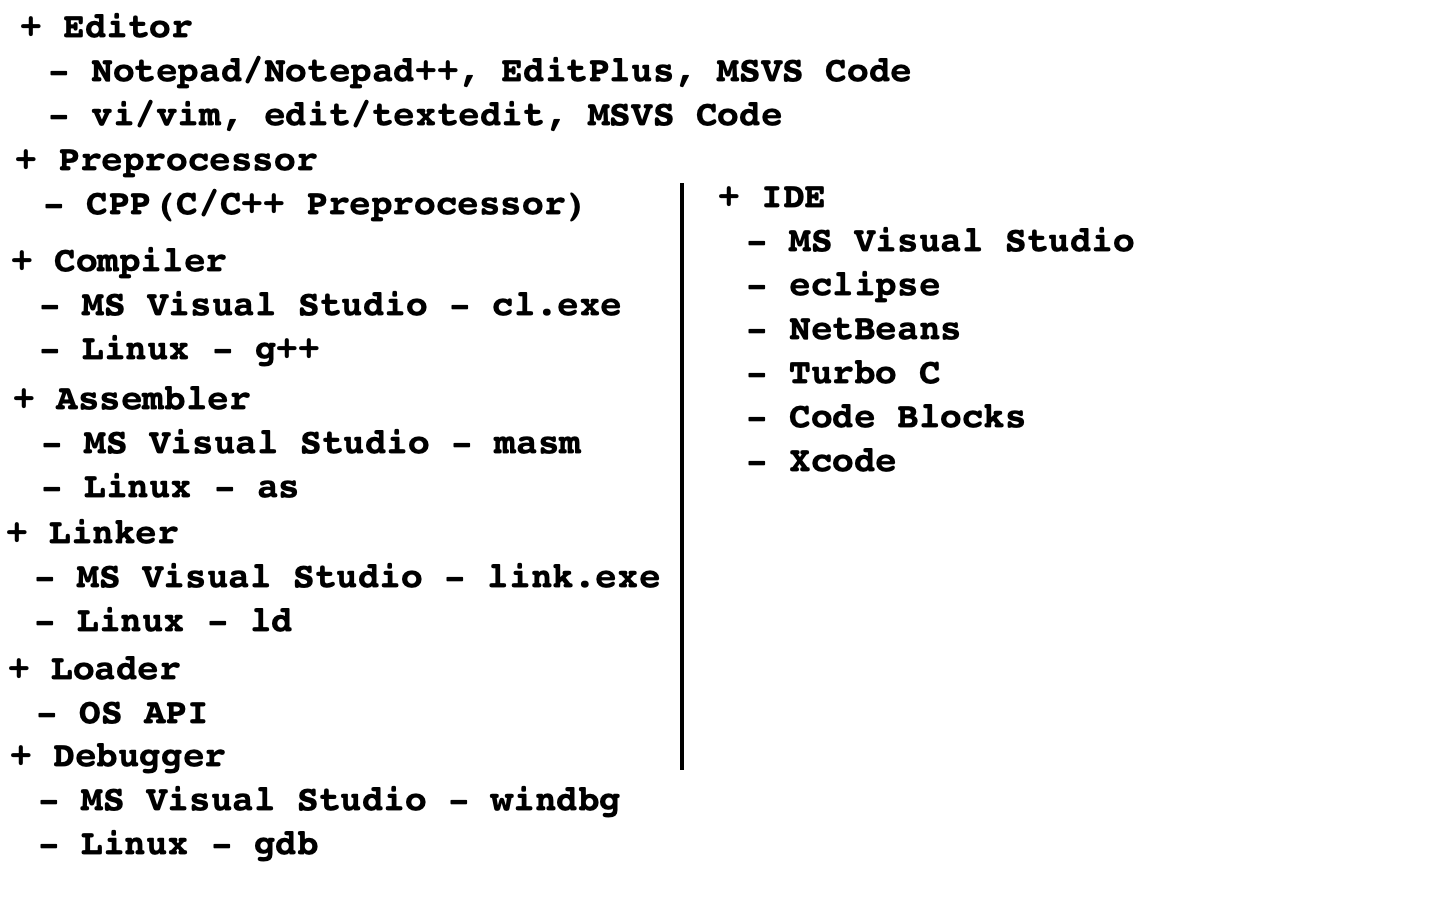 + Editor
- Notepad/Notepad++, EditPlus, MSVS Code
- vi/vim, edit/textedit, MSVS Code
+ Preprocessor
- CPP(C/C++ Preprocessor)
+ Compiler
- MS Visual Studio - cl.exe
- Linux - g++
+ Assembler
- MS Visual Studio - masm
- Linux - as
+ Linker
- MS Visual Studio - link.exe
- Linux - ld
+ Loader
- OS API
+ Debugger
- MS Visual Studio - windbg
- Linux - gdb
+ IDE
- MS Visual Studio
- eclipse
- NetBeans
- Turbo C
- Code Blocks
- Xcode